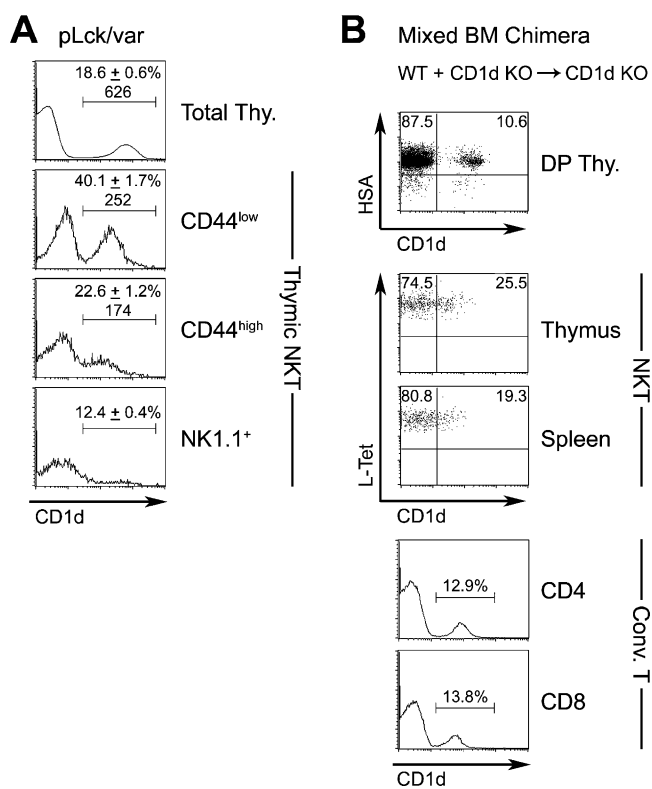 A pLck/var
18.6 ± 0.6%
626
Total Thy.
40.1 ± 1.7%
252
CD44low
22.6 ± 1.2%
174
CD44high
12.4 ± 0.4%
NK1.1+
Thymic NKT
CD1d
B Mixed BM Chimera
WT + CD1d KO → CD1d KO
87.5 10.6
DP Thy.
HSA
CD1d
74.5 25.5
Thymus
80.8 19.3
Spleen
NKT
L-Tet
CD1d
12.9%
CD4
13.8%
CD8
Conv. T
CD1d